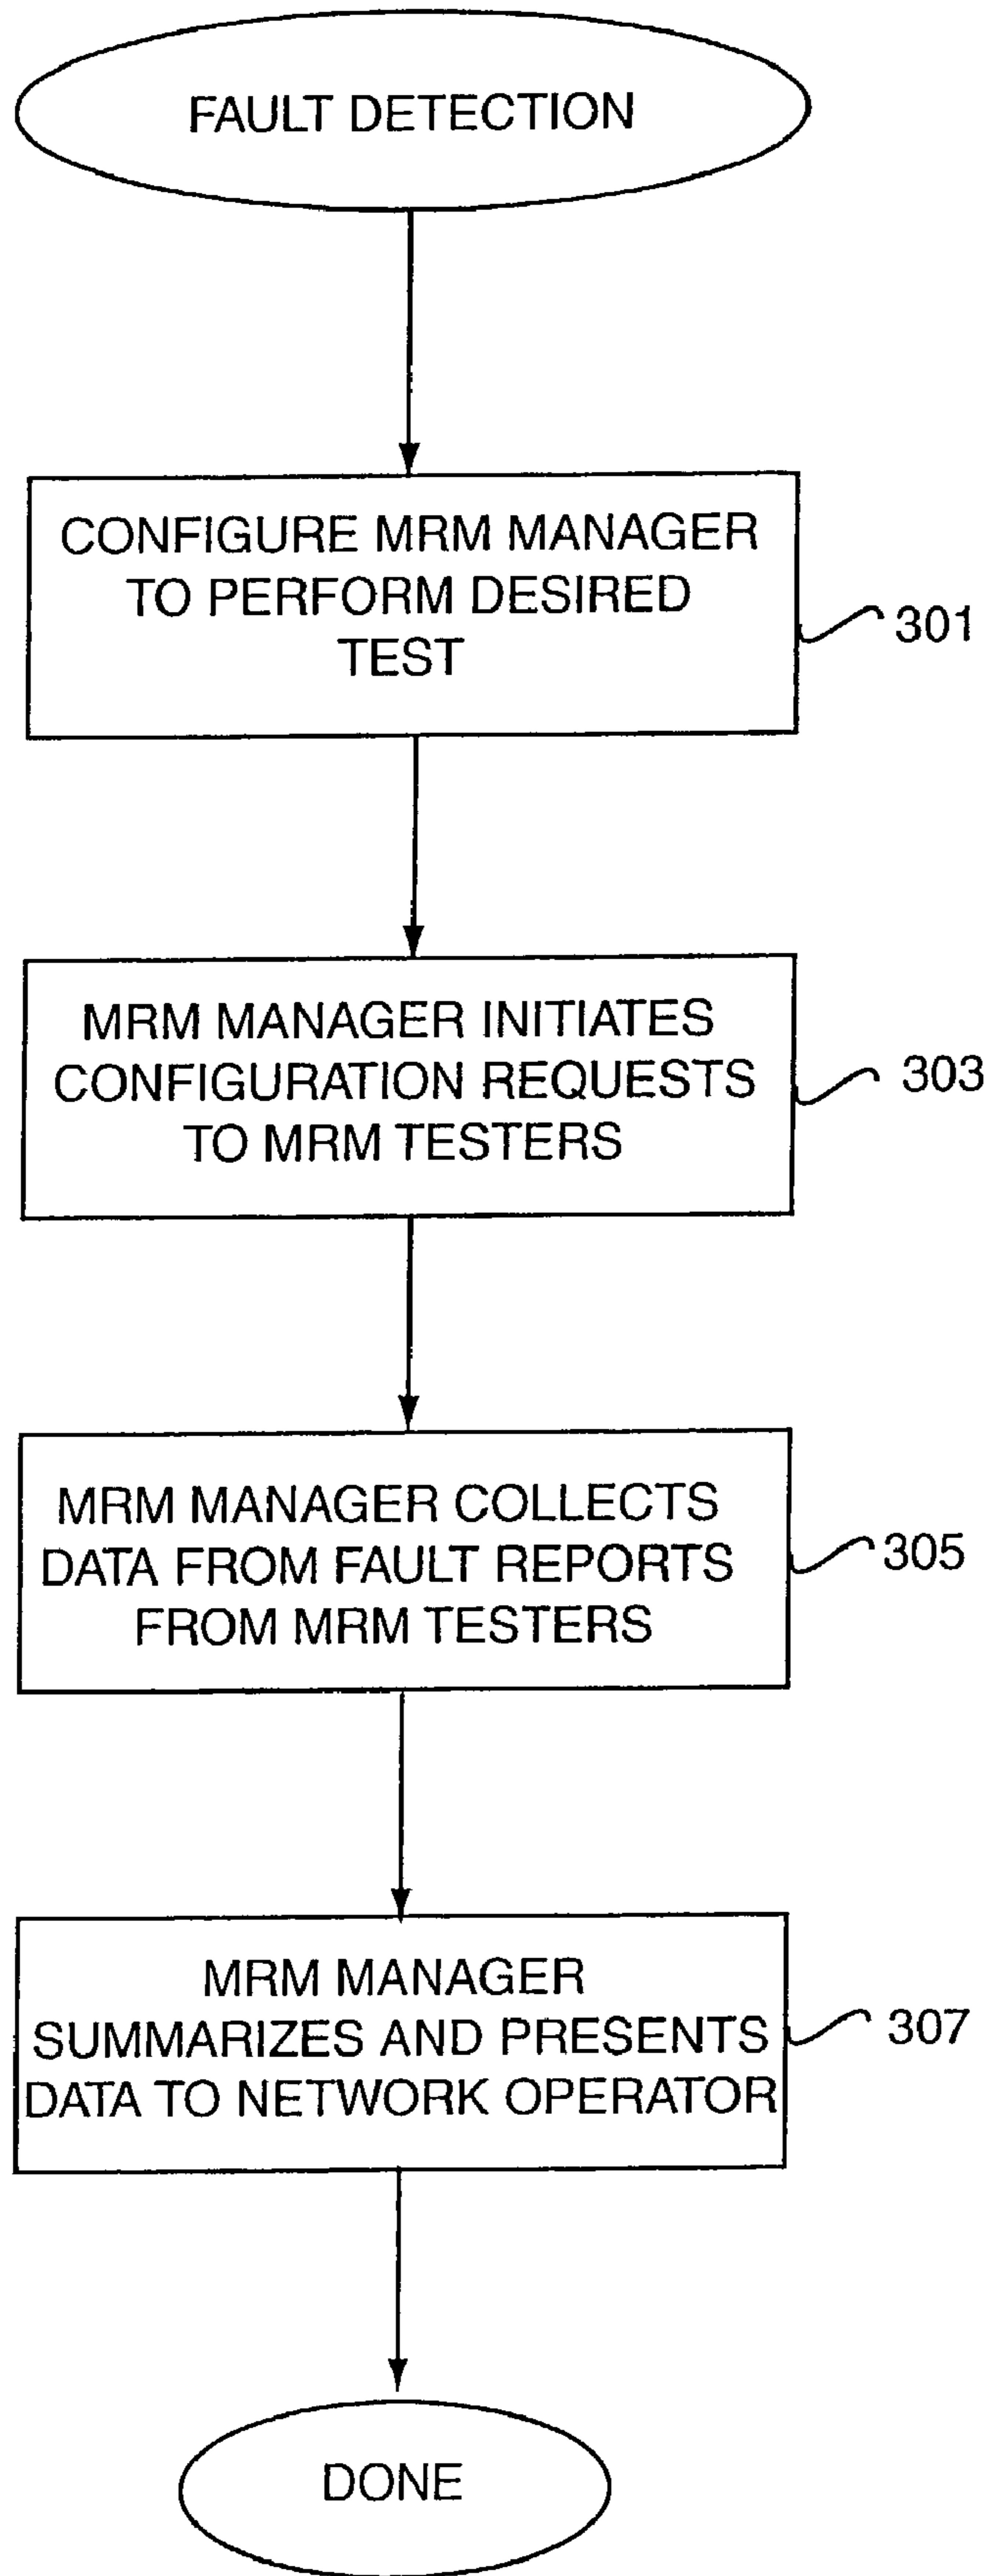 FAULT DETECTION
CONFIGURE MRM MANAGER
TO PERFORM DESIRED
TEST
301
MRM MANAGER INITIATES
CONFIGURATION REQUESTS
TO MRM TESTERS
303
MRM MANAGER COLLECTS
DATA FROM FAULT REPORTS
FROM MRM TESTERS
305
MRM MANAGER
SUMMARIZES AND PRESENTS
DATA TO NETWORK OPERATOR
307
DONE